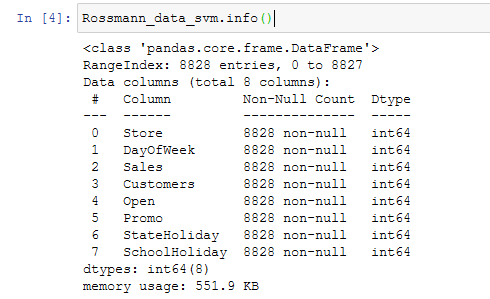 In [4]: Rossmann_data_svm.info()
<class 'pandas.core.frame.DataFrame'>
RangeIndex: 8828 entries, 0 to 8827
Data columns (total 8 columns):
 #   Column         Non-Null Count  Dtype
---  ------         --------------  -----
 0   Store          8828 non-null   int64
 1   DayOfWeek      8828 non-null   int64
 2   Sales          8828 non-null   int64
 3   Customers      8828 non-null   int64
 4   Open           8828 non-null   int64
 5   Promo          8828 non-null   int64
 6   StateHoliday   8828 non-null   int64
 7   SchoolHoliday  8828 non-null   int64
dtypes: int64(8)
memory usage: 551.9 KB